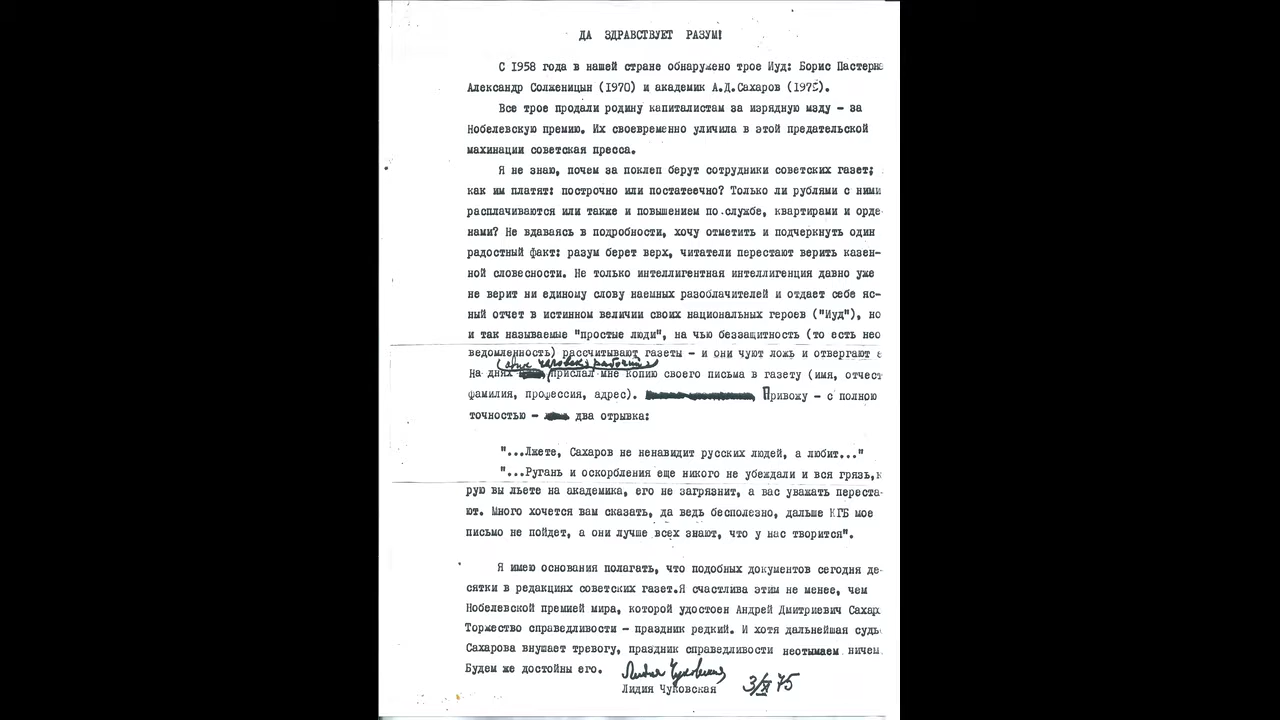 ДА ЗДРАВСТВУЕТ РАЗУМ!
С 1958 года в нашей стране обнаружено трое Иуд: Борис Пастерна
Александр Солженицын (1970) и академик А.Д.Сахаров (1975).
Все трое продали родину капиталистам за изрядную мзду – за
Нобелевскую премию. Их своевременно уличила в этой предательской
махинации советская пресса.
Я не знаю, почем за поклеп берут сотрудники советских газет;
как им платят: построчно или постатеечно? Только ли рублями с ними
расплачиваются или также и повышением по службе, квартирами и орде-
нами? Не вдаваясь в подробности, хочу отметить и подчеркнуть один
радостный факт: разум берет верх, читатели перестают верить казен-
ной словесности. Не только интеллигентная интеллигенция давно уже
не верит ни единому слову наемных разоблачителей и отдает себе яс-
ный отчет в истинном величии своих национальных героев ("Иуд"), но
и так называемые "простые люди", на чью беззащитность (то есть нео
ведомленность) рассчитывают газеты – и они чуют ложь и отвергают е
(один человек, рабочий)
На днях прислал мне копию своего письма в газету (имя, отчест
фамилия, профессия, адрес). Привожу – с полною
точностью – два отрывка:
"...Лжете, Сахаров не ненавидит русских людей, а любит..."
"...Ругань и оскорбления еще никого не убеждали и вся грязь,к
рую вы льете на академика, его не загрязнит, а вас уважать переста-
ют. Много хочется вам сказать, да ведь бесполезно, дальше КГБ мое
письмо не пойдет, а они лучше всех знают, что у нас творится".
Я имею основания полагать, что подобных документов сегодня де-
сятки в редакциях советских газет.Я счастлива этим не менее, чем
Нобелевской премией мира, которой удостоен Андрей Дмитриевич Сахар
Торжество справедливости – праздник редкий. И хотя дальнейшая судь
Сахарова внушает тревогу, праздник справедливости неотымаем ничем.
Будем же достойны его. Лидия Чуковская
Лидия Чуковская 3/XI 75